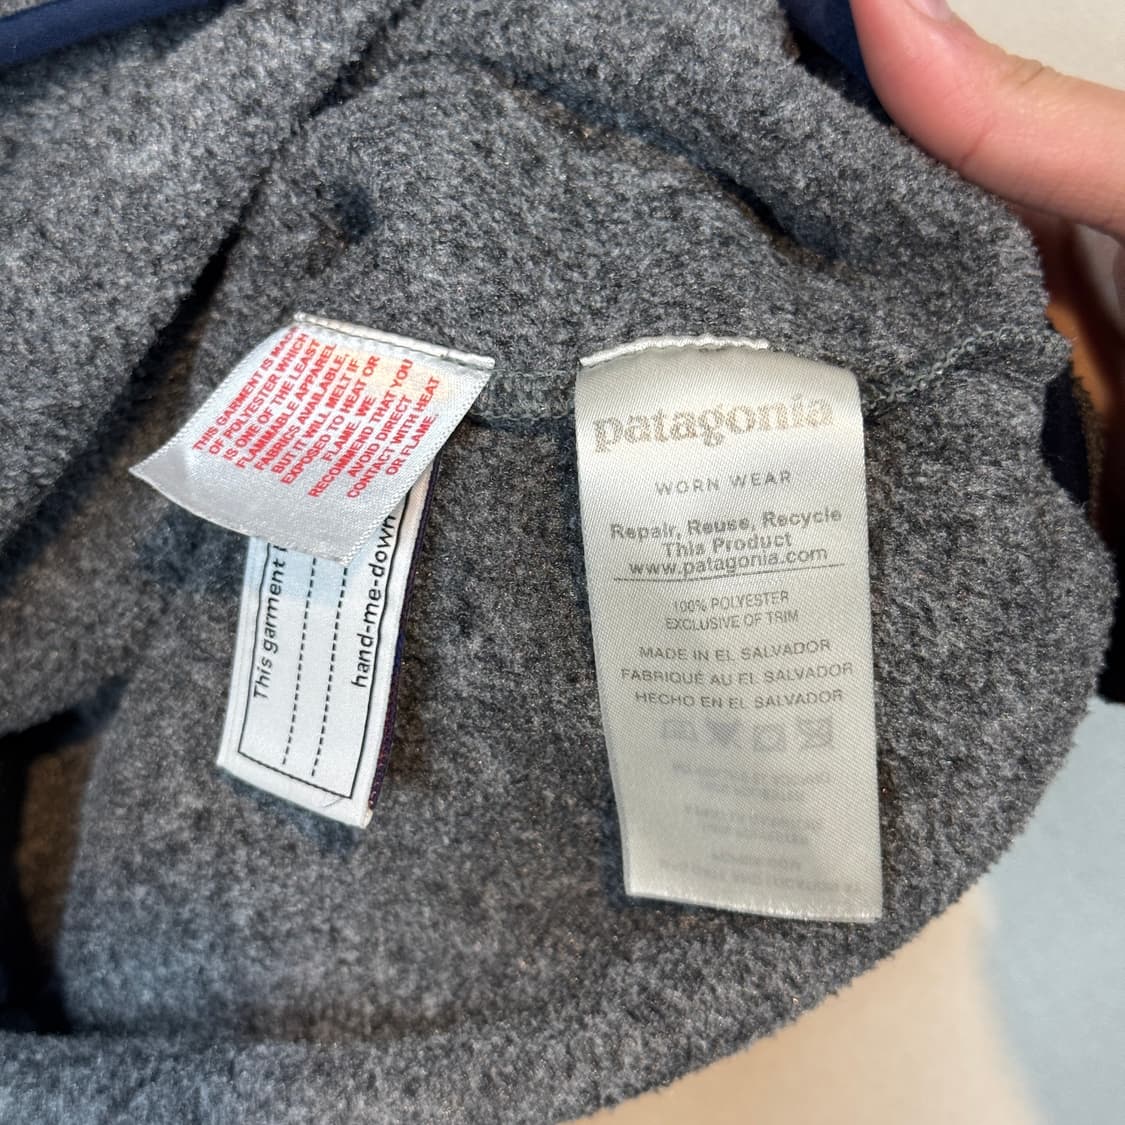 THIS GARMENT IS MADE
OF POLYESTER WHICH
IS ONE OF THE LEAST
FLAMMABLE APPAREL
FABRICS AVAILABLE,
BUT IT WILL MELT IF
EXPOSED TO HEAT OR
FLAME. WE
RECOMMEND THAT YOU
AVOID DIRECT
CONTACT WITH HEAT
OR FLAME.
This garment
hand-me-down
patagonia
WORN WEAR
Repair, Reuse, Recycle
This Product
www.patagonia.com
100% POLYESTER
EXCLUSIVE OF TRIM
MADE IN EL SALVADOR
FABRIQUÉ AU EL SALVADOR
HECHO EN EL SALVADOR